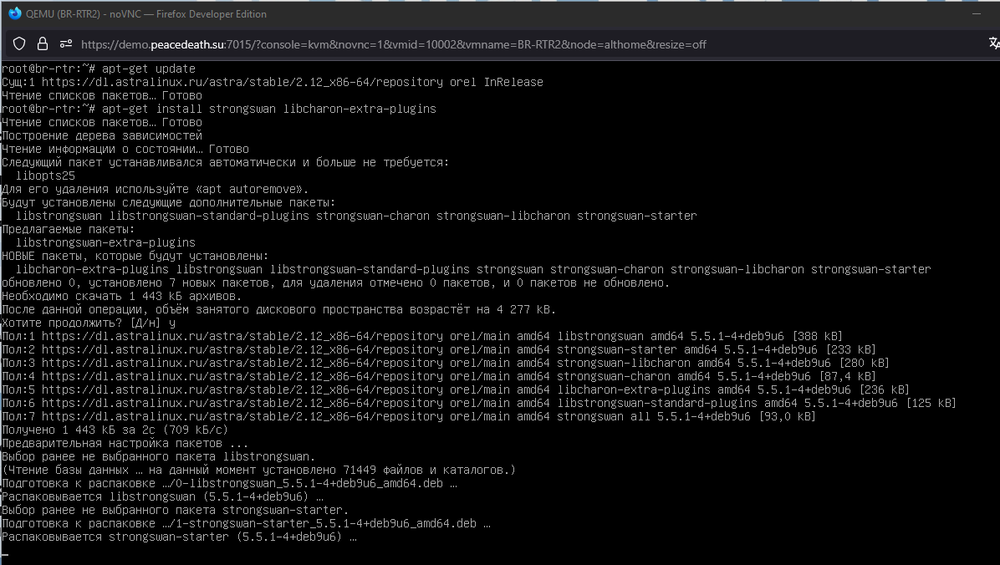 QEMU (BR-RTR2) - noVNC — Firefox Developer Edition
https://demo.peacedeath.su:7015/?console=kvm&novnc=1&vmid=10002&vmname=BR-RTR2&node=althome&resize=off
root@br-rtr:~# apt-get update
Сущ:1 https://dl.astralinux.ru/astra/stable/2.12_x86-64/repository orel InRelease
Чтение списков пакетов… Готово
root@br-rtr:~# apt-get install strongswan libcharon-extra-plugins
Чтение списков пакетов… Готово
Построение дерева зависимостей
Чтение информации о состоянии… Готово
Следующий пакет устанавливался автоматически и больше не требуется:
libopts25
Для его удаления используйте «apt autoremove».
Будут установлены следующие дополнительные пакеты:
libstrongswan libstrongswan-standard-plugins strongswan-charon strongswan-libcharon strongswan-starter
Предлагаемые пакеты:
libstrongswan-extra-plugins
НОВЫЕ пакеты, которые будут установлены:
libcharon-extra-plugins libstrongswan libstrongswan-standard-plugins strongswan strongswan-charon strongswan-libcharon strongswan-starter
обновлено 0, установлено 7 новых пакетов, для удаления отмечено 0 пакетов, и 0 пакетов не обновлено.
Необходимо скачать 1 443 kБ архивов.
После данной операции, объём занятого дискового пространства возрастёт на 4 277 kB.
Хотите продолжить? [Д/н] y
Пол:1 https://dl.astralinux.ru/astra/stable/2.12_x86-64/repository orel/main amd64 libstrongswan amd64 5.5.1-4+deb9u6 [388 kB]
Пол:2 https://dl.astralinux.ru/astra/stable/2.12_x86-64/repository orel/main amd64 strongswan-starter amd64 5.5.1-4+deb9u6 [233 kB]
Пол:3 https://dl.astralinux.ru/astra/stable/2.12_x86-64/repository orel/main amd64 strongswan-libcharon amd64 5.5.1-4+deb9u6 [280 kB]
Пол:4 https://dl.astralinux.ru/astra/stable/2.12_x86-64/repository orel/main amd64 strongswan-charon amd64 5.5.1-4+deb9u6 [87,4 kB]
Пол:5 https://dl.astralinux.ru/astra/stable/2.12_x86-64/repository orel/main amd64 libcharon-extra-plugins amd64 5.5.1-4+deb9u6 [236 kB]
Пол:6 https://dl.astralinux.ru/astra/stable/2.12_x86-64/repository orel/main amd64 libstrongswan-standard-plugins amd64 5.5.1-4+deb9u6 [125 kB]
Пол:7 https://dl.astralinux.ru/astra/stable/2.12_x86-64/repository orel/main amd64 strongswan all 5.5.1-4+deb9u6 [93,0 kB]
Получено 1 443 kБ за 2с (709 kБ/c)
Предварительная настройка пакетов ...
Выбор ранее не выбранного пакета libstrongswan.
(Чтение базы данных … на данный момент установлено 71449 файлов и каталогов.)
Подготовка к распаковке …/0-libstrongswan_5.5.1-4+deb9u6_amd64.deb …
Распаковывается libstrongswan (5.5.1-4+deb9u6) …
Выбор ранее не выбранного пакета strongswan-starter.
Подготовка к распаковке …/1-strongswan-starter_5.5.1-4+deb9u6_amd64.deb …
Распаковывается strongswan-starter (5.5.1-4+deb9u6) …